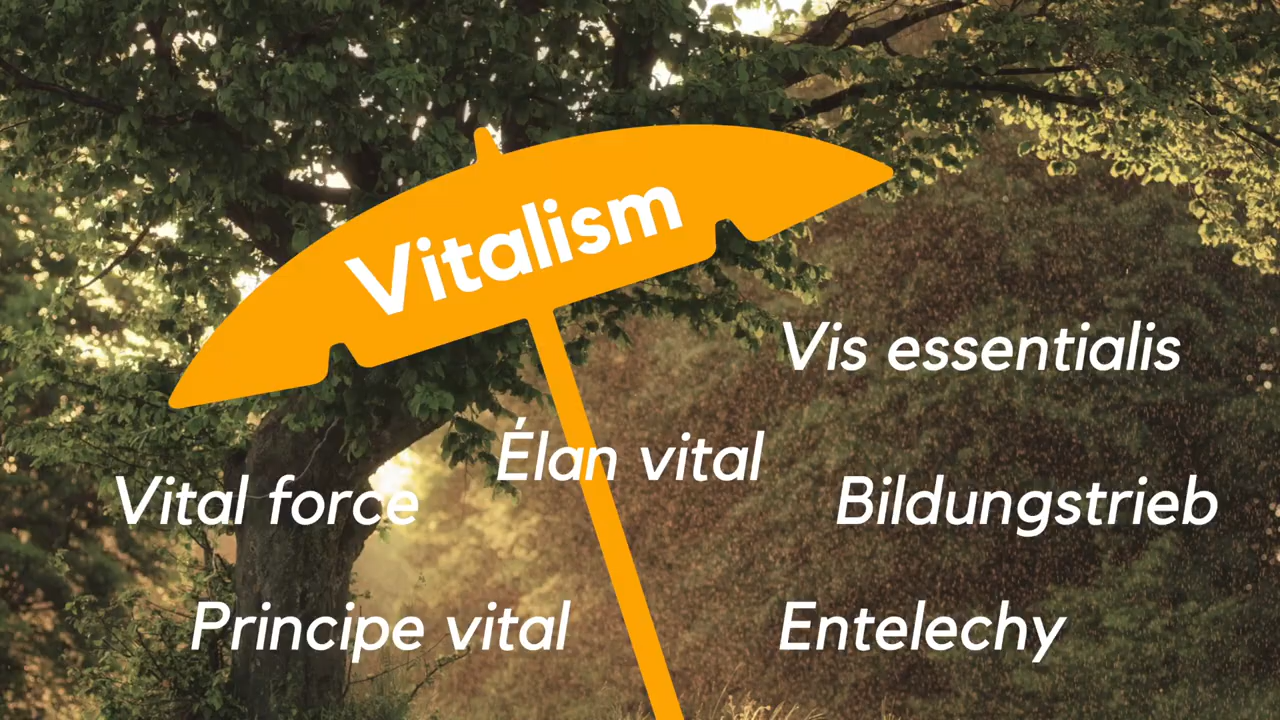 Vitalism
Vis essentialis
Élan vital
Vital force
Bildungstrieb
Principe vital
Entelechy